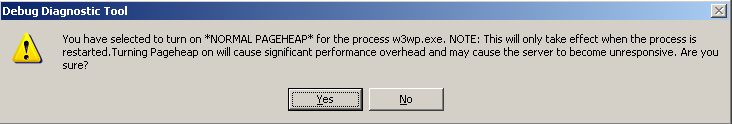 Debug Diagnostic Tool
You have selected to turn on *NORMAL PAGEHEAP* for the process w3wp.exe. NOTE: This will only take effect when the process is
restarted.Turning Pageheap on will cause significant performance overhead and may cause the server to become unresponsive. Are you
sure?
Yes
No